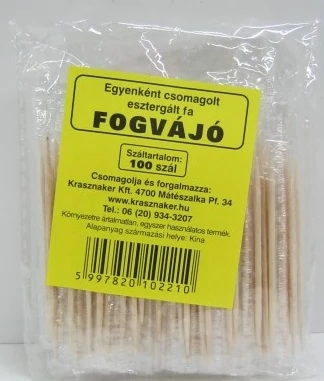 Egyenként csomagolt
esztergált fa
FOGVÁJÓ
Száltartalom:
100 szál
Csomagolja és forgalmazza:
Krasznaker Kft. 4700 Mátészalka Pf. 34
www.krasznaker.hu
Tel.: 06 (20) 934-3207
Környezetre ártalmatlan, egyszer használatos termék.
Alapanyag származási helye: Kína
5 997820 102210